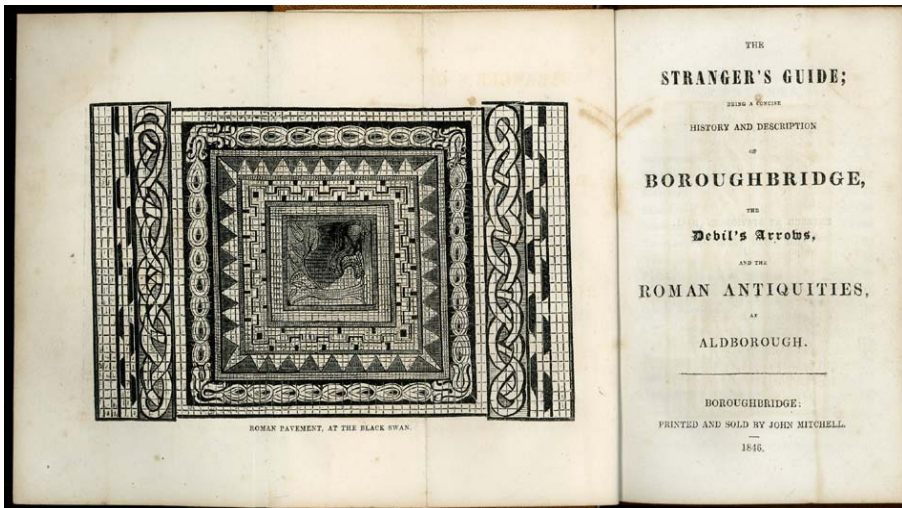 ROMAN PAVEMENT, AT THE BLACK SWAN.
THE
STRANGER'S GUIDE;
BEING A CONCISE
HISTORY AND DESCRIPTION
OF
BOROUGHBRIDGE,
THE
Devil's Arrows,
AND THE
ROMAN ANTIQUITIES,
AT
ALDBOROUGH.
BOROUGHBRIDGE:
PRINTED AND SOLD BY JOHN MITCHELL.
1846.